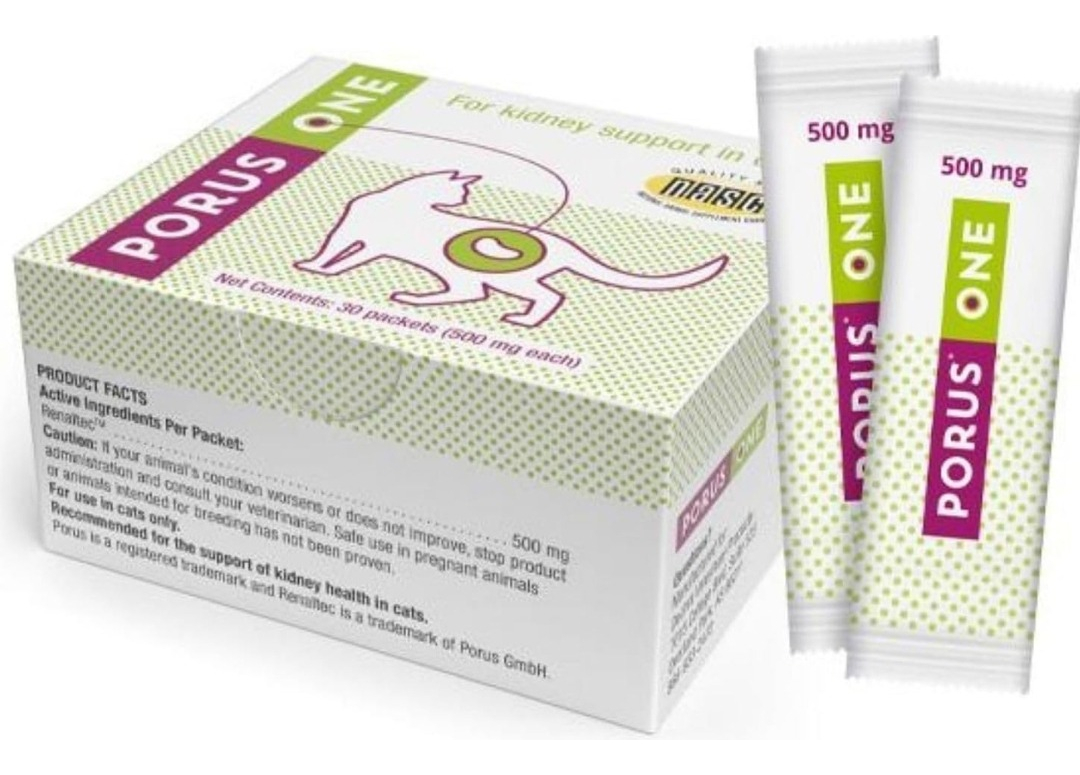 PORUS ONE
For kidney support in
QUALITY
NASC
Net Contents: 30 packets (500 mg each)
PRODUCT FACTS
Active Ingredients Per Packet:
Renaltec™ ........ 500 mg
Caution: If your animal's condition worsens or does not improve, stop product
administration and consult your veterinarian. Safe use in pregnant animals
or animals intended for breeding has not been proven.
For use in cats only.
Recommended for the support of kidney health in cats.
Porus is a registered trademark and Renaltec is a trademark of Porus GmbH.
PORUS ONE
Questions?
500 mg
PORUS ONE
500 mg
PORUS® ONE